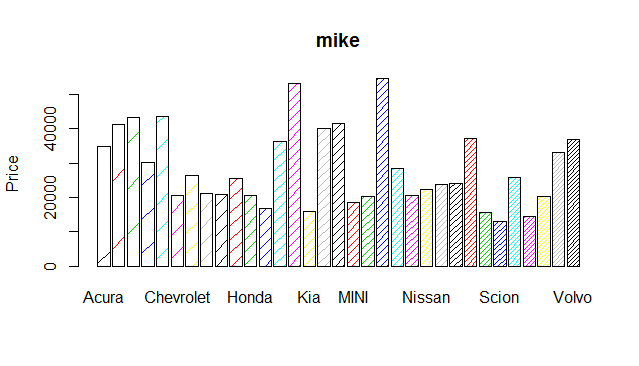 mike
Price
40000
20000
0
Acura Chevrolet Honda Kia MINI Nissan Scion Volvo